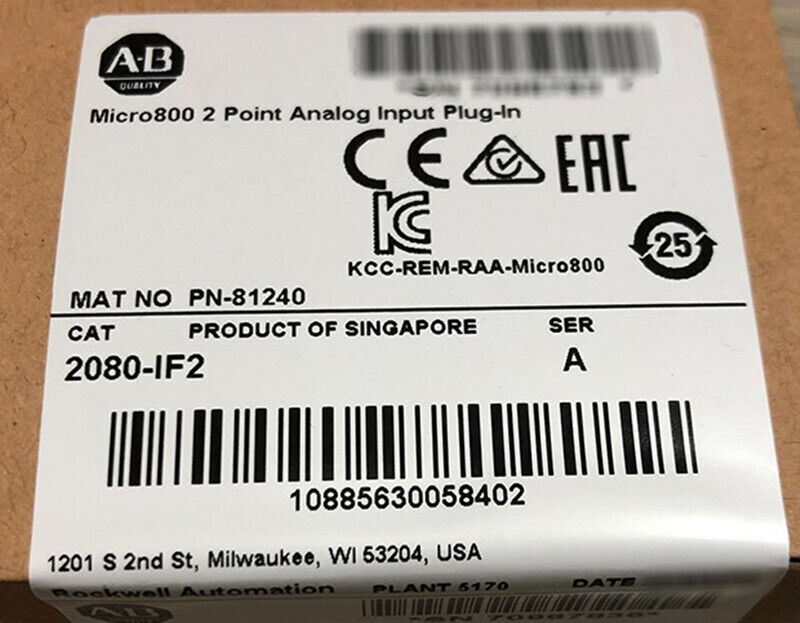 A-B
QUALITY
Micro800 2 Point Analog Input Plug-In
CE EAC
KC
KCC-REM-RAA-Micro800
25
MAT NO PN-81240
CAT PRODUCT OF SINGAPORE SER
2080-IF2 A
10885630058402
1201 S 2nd St, Milwaukee, WI 53204, USA
Rockwell Automation PLANT 5170 DATE
A-B